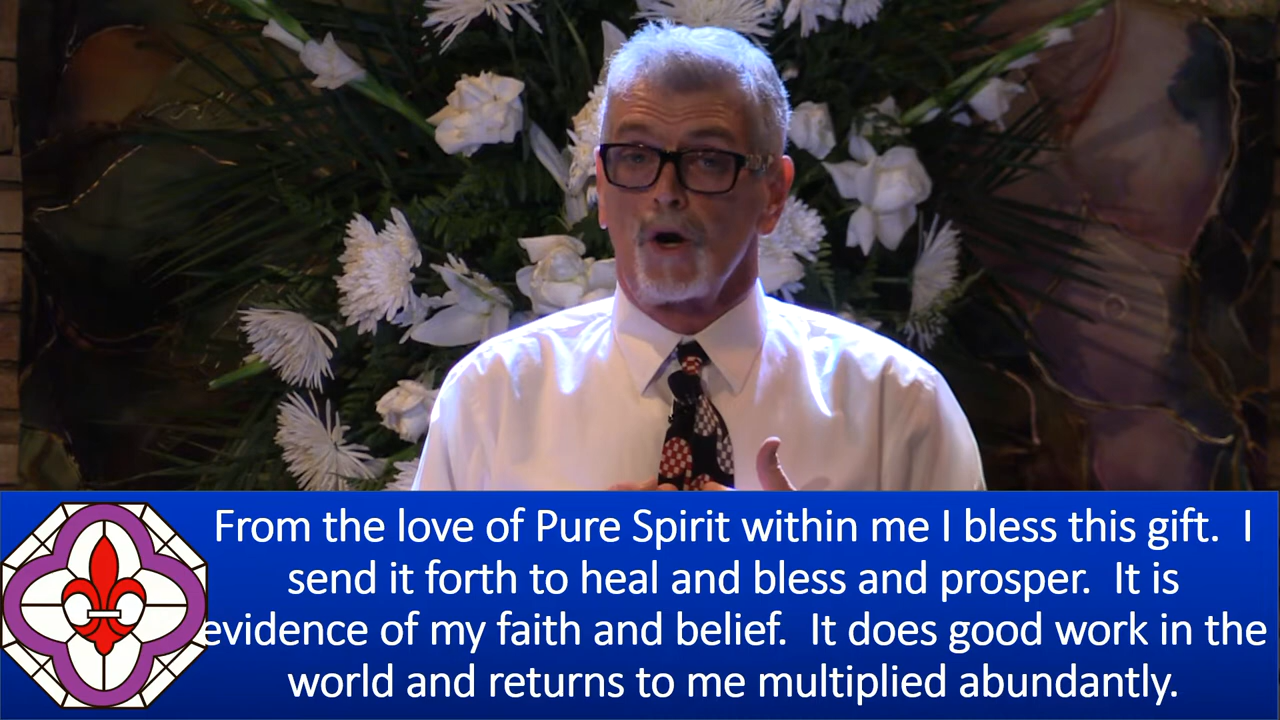 From the love of Pure Spirit within me I bless this gift.  I
send it forth to heal and bless and prosper.  It is
evidence of my faith and belief.  It does good work in the
world and returns to me multiplied abundantly.